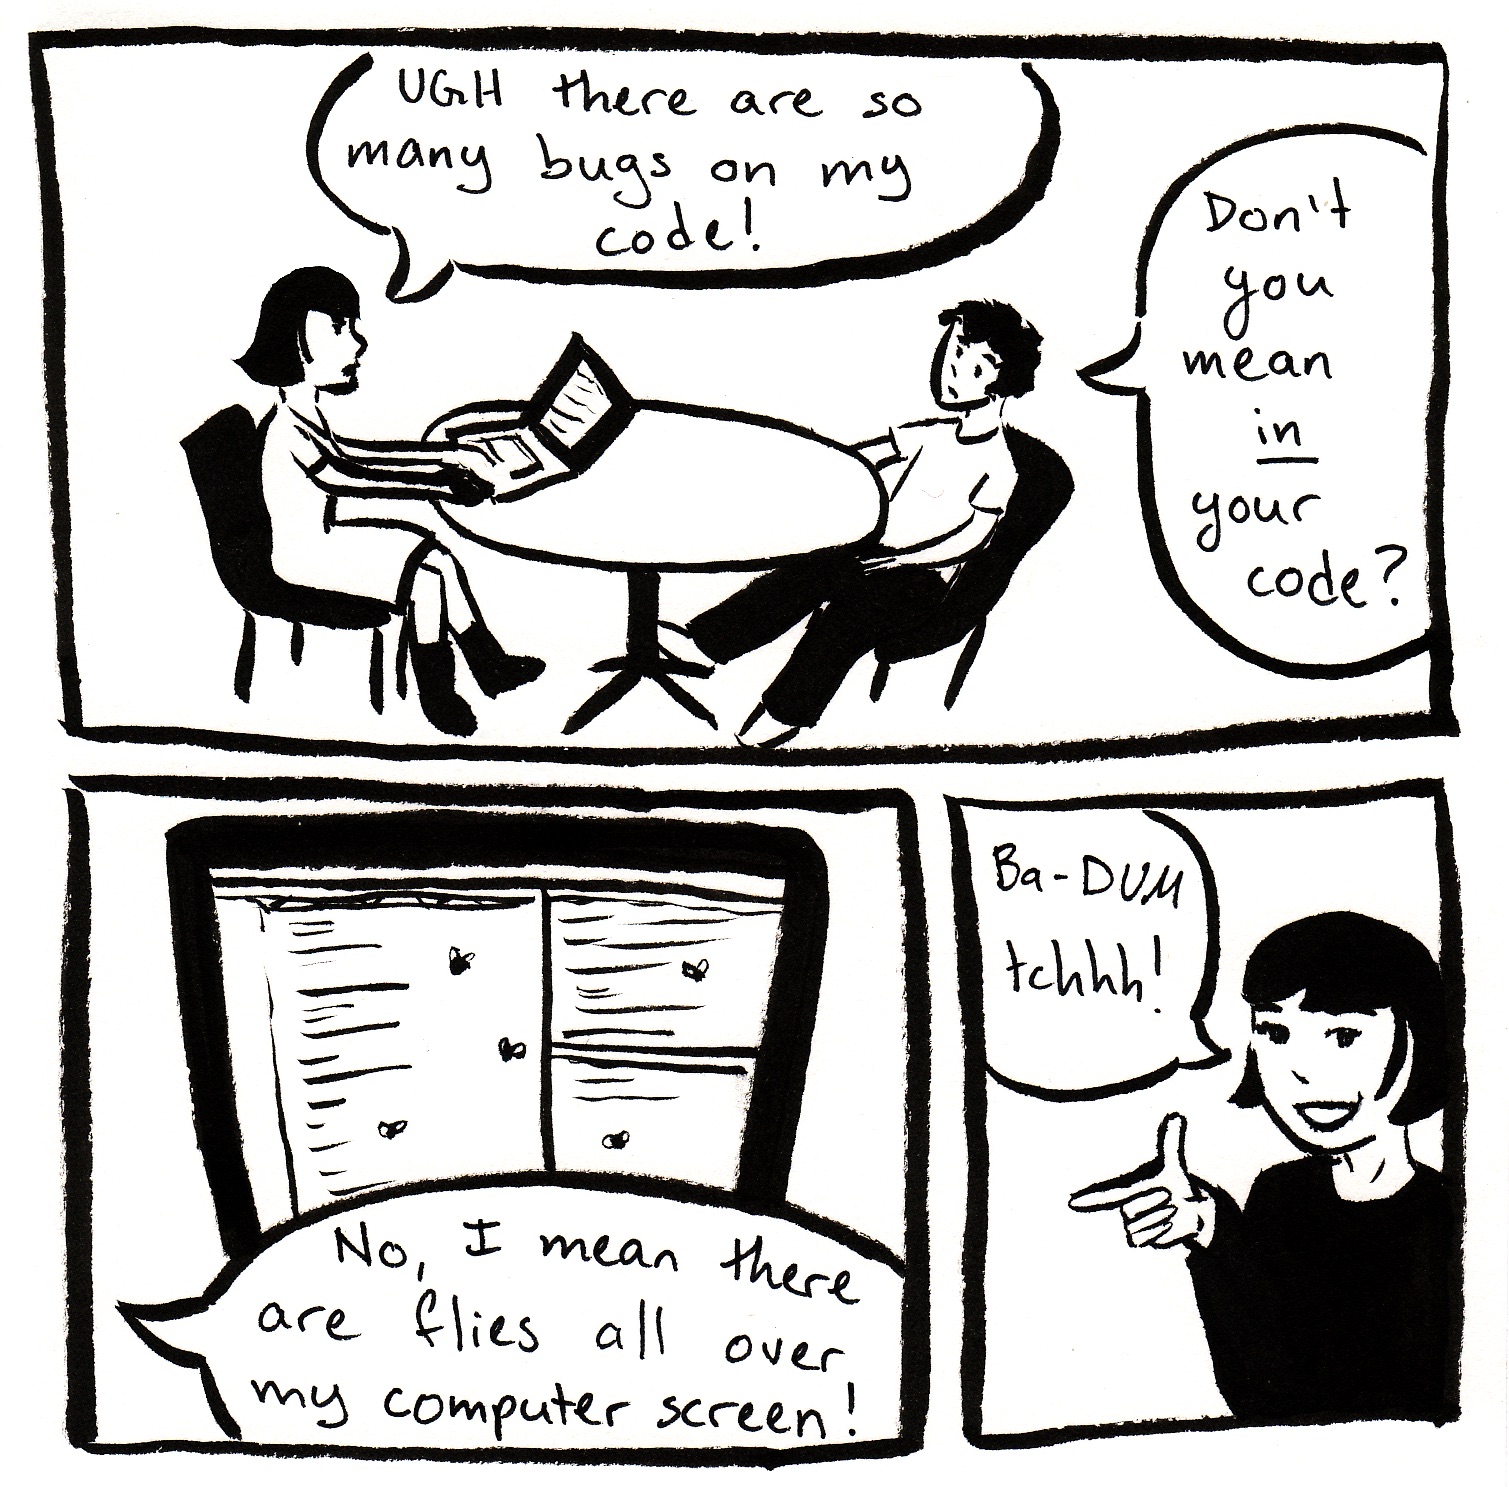 UGH there are so
many bugs on my
code!
Don't
you
mean
in
your
code?
No, I mean there
are flies all over
my computer screen!
Ba-DUM
tchhh!